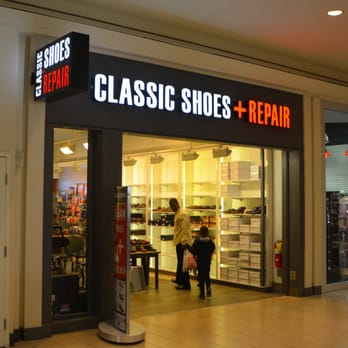 CLASSIC SHOES
+ REPAIR
CLASSIC SHOES + REPAIR